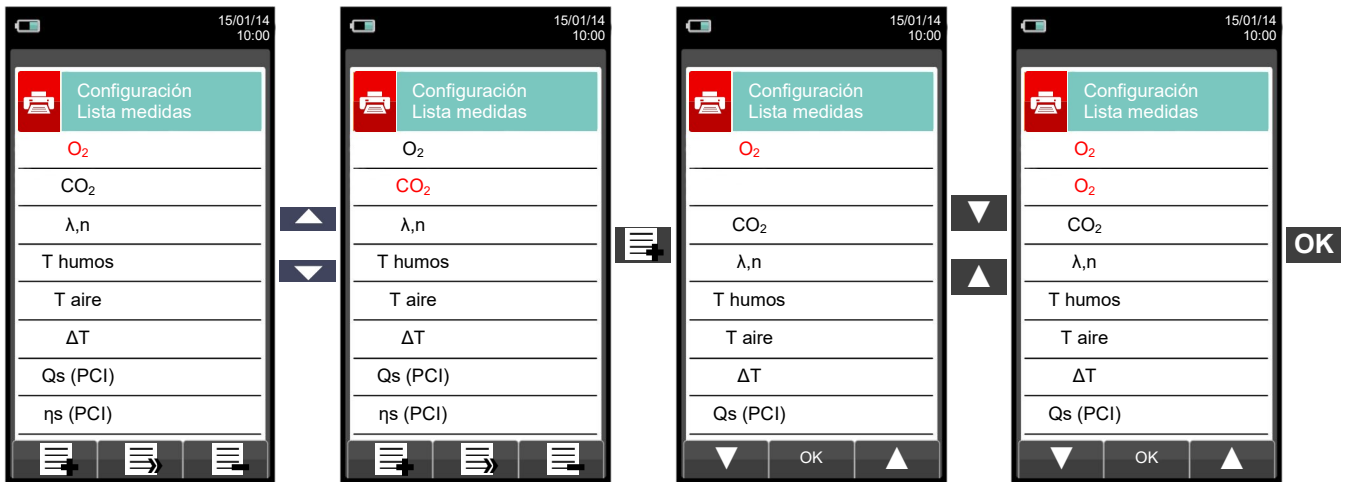 15/01/14
10:00
Configuración
Lista medidas
O₂
CO₂
λ,n
T humos
T aire
ΔT
Qs (PCI)
ηs (PCI)
15/01/14
10:00
Configuración
Lista medidas
O₂
CO₂
λ,n
T humos
T aire
ΔT
Qs (PCI)
ηs (PCI)
15/01/14
10:00
Configuración
Lista medidas
O₂
CO₂
λ,n
T humos
T aire
ΔT
Qs (PCI)
OK
15/01/14
10:00
Configuración
Lista medidas
O₂
O₂
CO₂
λ,n
T humos
T aire
ΔT
Qs (PCI)
OK
OK